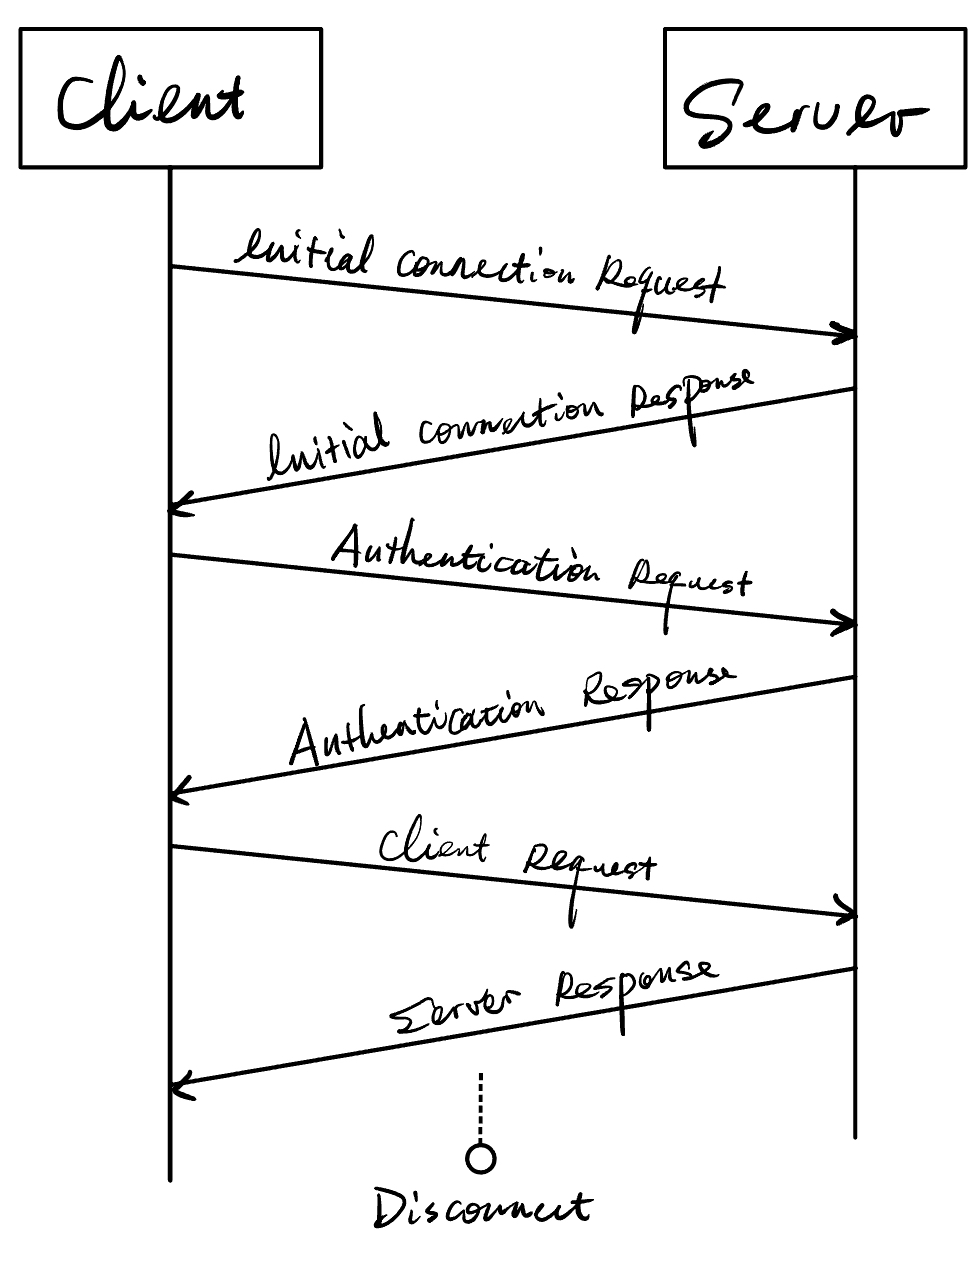 Client
Server
Initial connection Request
Initial connection Response
Authentication Request
Authentication Response
Client Request
Server Response
Disconnect